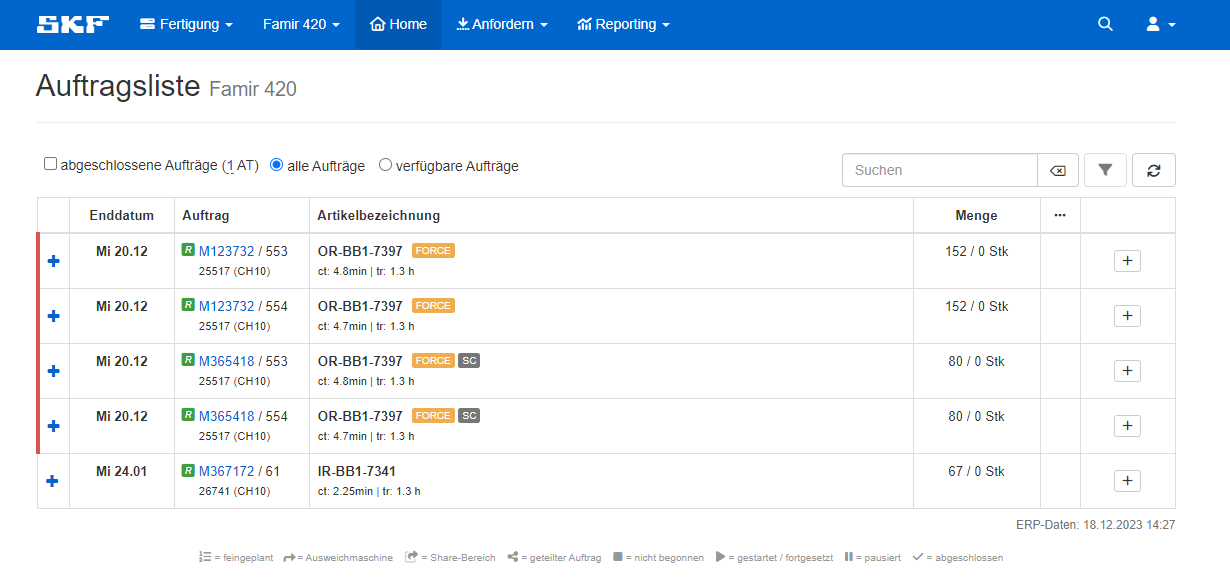 SKF Fertigung Famir 420 Home Anfordern Reporting
Auftragsliste Famir 420
abgeschlossene Aufträge (1 AT) alle Aufträge verfügbare Aufträge
Suchen
Enddatum Auftrag Artikelbezeichnung Menge ...
Mi 20.12 R M123732 / 553 OR-BB1-7397 FORCE 152 / 0 Stk +
25517 (CH10) ct: 4.8min | tr: 1.3 h
Mi 20.12 R M123732 / 554 OR-BB1-7397 FORCE 152 / 0 Stk +
25517 (CH10) ct: 4.7min | tr: 1.3 h
Mi 20.12 R M365418 / 553 OR-BB1-7397 FORCE SC 80 / 0 Stk +
25517 (CH10) ct: 4.8min | tr: 1.3 h
Mi 20.12 R M365418 / 554 OR-BB1-7397 FORCE SC 80 / 0 Stk +
25517 (CH10) ct: 4.7min | tr: 1.3 h
Mi 24.01 R M367172 / 61 IR-BB1-7341 67 / 0 Stk +
26741 (CH10) ct: 2.25min | tr: 1.3 h
ERP-Daten: 18.12.2023 14:27
= feingeplant = Ausweichmaschine = Share-Bereich = geteilter Auftrag = nicht begonnen = gestartet / fortgesetzt = pausiert = abgeschlossen